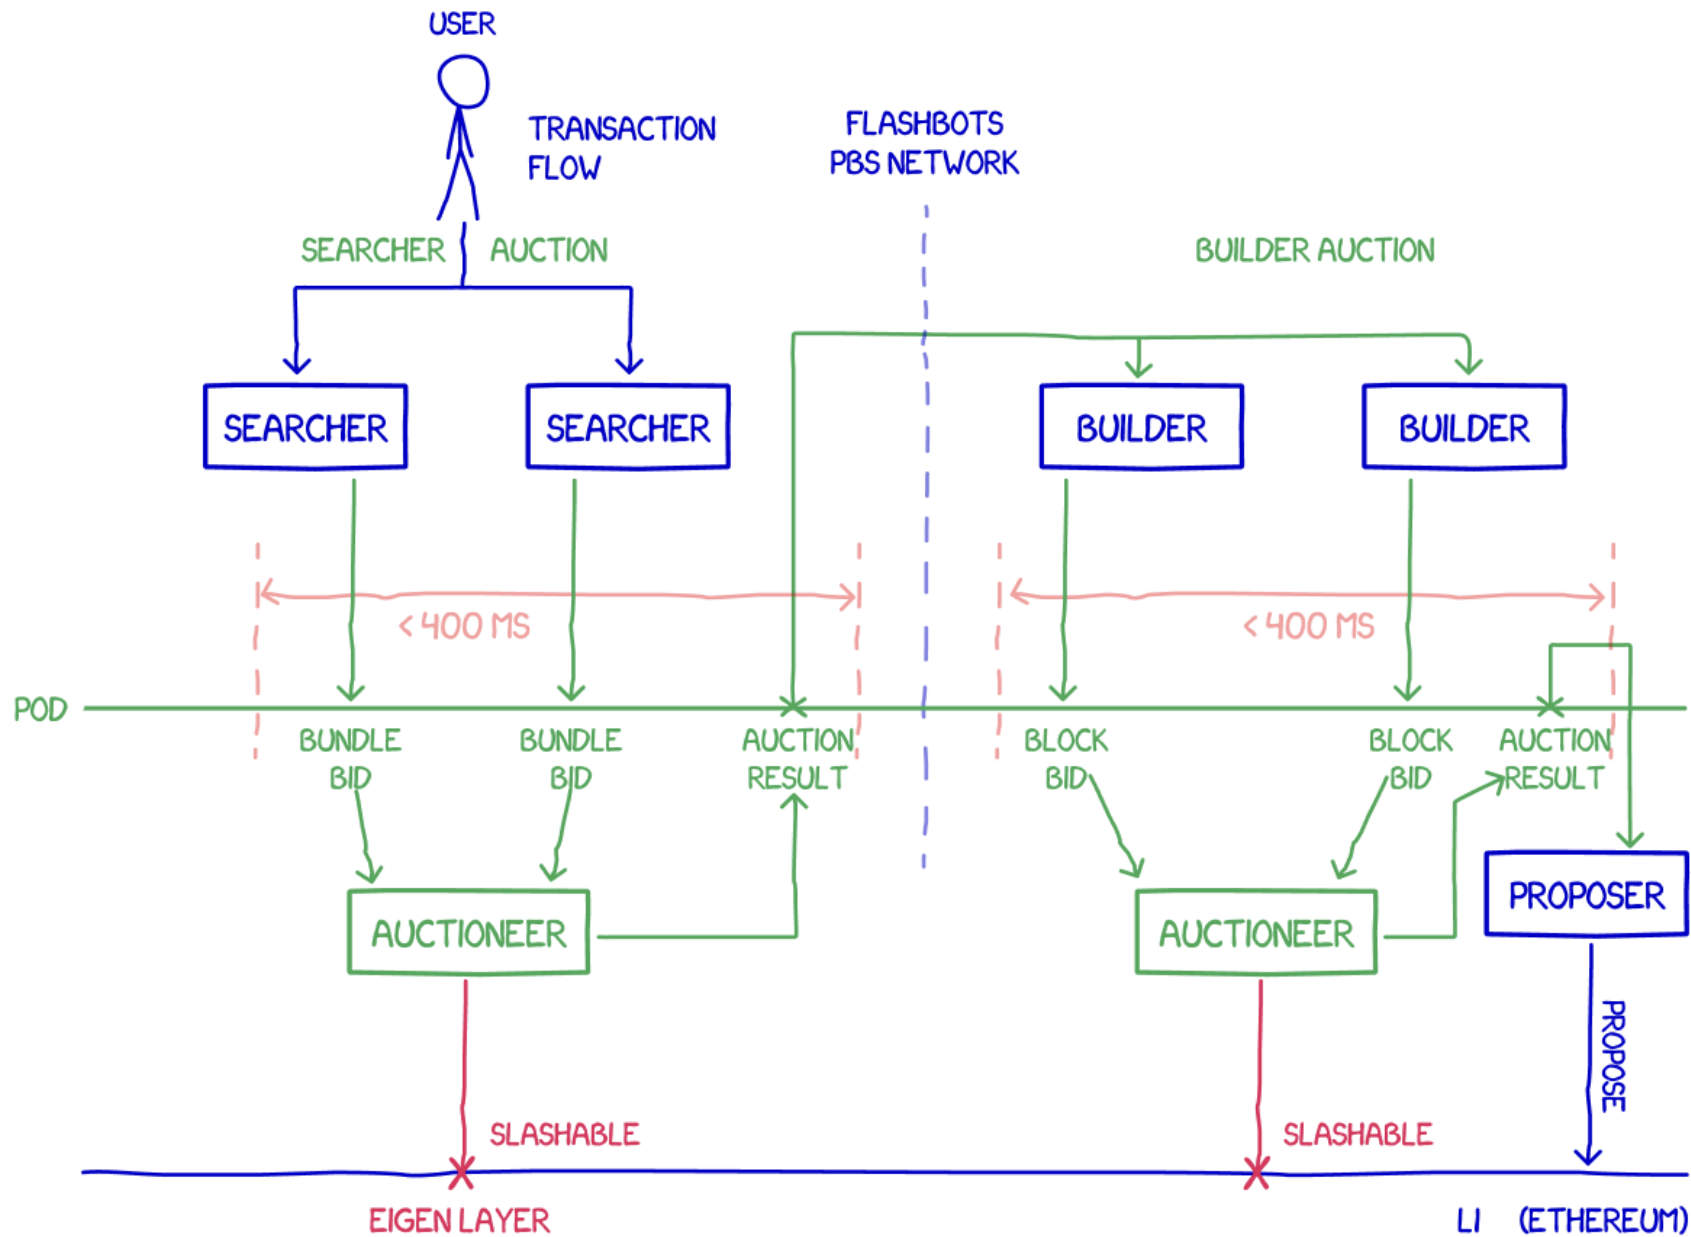 USER
TRANSACTION
FLOW
FLASHBOTS
PBS NETWORK
SEARCHER AUCTION
BUILDER AUCTION
SEARCHER
SEARCHER
BUILDER
BUILDER
< 400 MS
< 400 MS
POD
BUNDLE
BID
BUNDLE
BID
AUCTION
RESULT
BLOCK
BID
BLOCK
BID
AUCTION
RESULT
AUCTIONEER
AUCTIONEER
PROPOSER
PROPOSE
SLASHABLE
SLASHABLE
EIGEN LAYER
L1 (ETHEREUM)